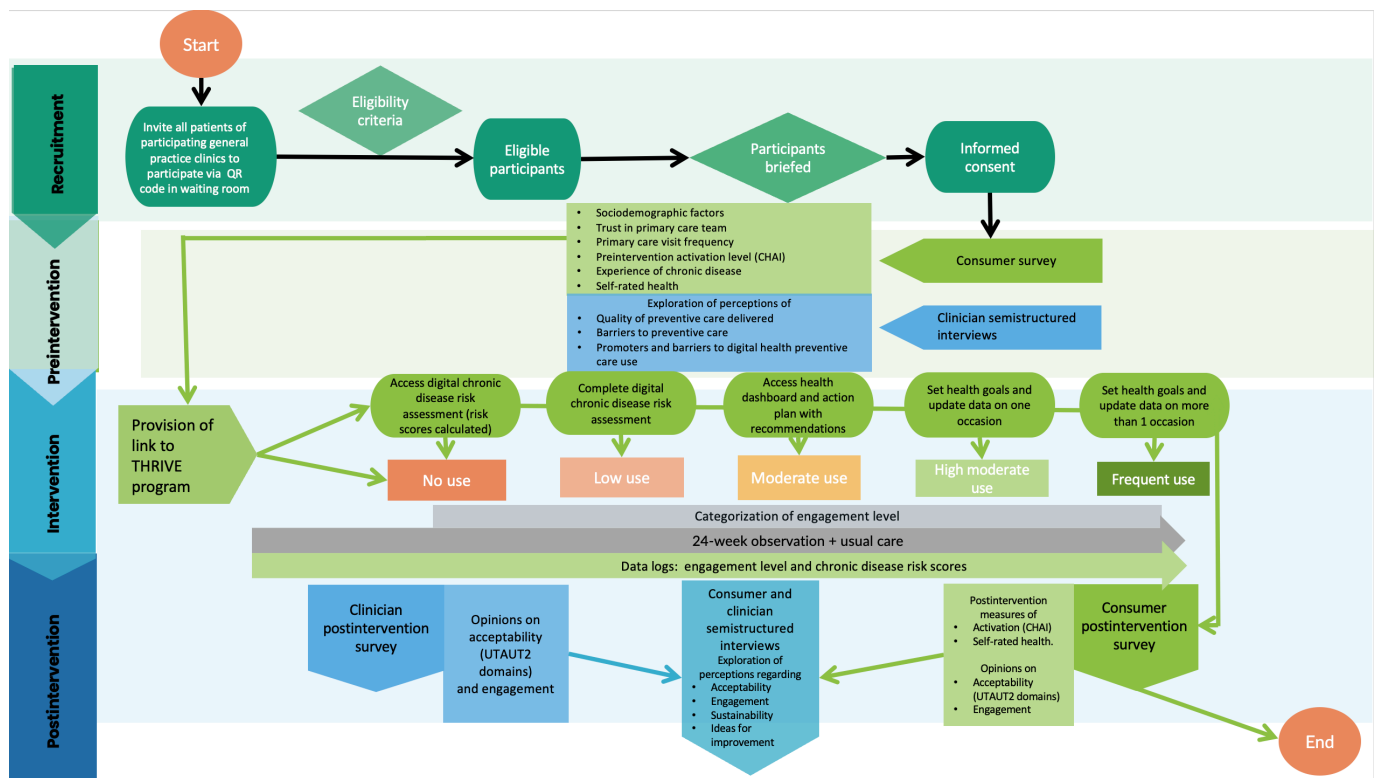 Start
Recruitment
Invite all patients of
participating general
practice clinics to
participate via QR
code in waiting room
Eligibility
criteria
Eligible
participants
Participants
briefed
Informed
consent
Preintervention
• Sociodemographic factors
• Trust in primary care team
• Primary care visit frequency
• Preintervention activation level (CHAI)
• Experience of chronic disease
• Self-rated health
Consumer survey
Exploration of perceptions of
• Quality of preventive care delivered
• Barriers to preventive care
• Promoters and barriers to digital health preventive
care use
Clinician semistructured
interviews
Intervention
Provision of
link to
THRIVE
program
Access digital chronic
disease risk
assessment (risk
scores calculated)
Complete digital
chronic disease risk
assessment
Access health
dashboard and action
plan with
recommendations
Set health goals and
update data on one
occasion
Set health goals and
update data on more
than 1 occasion
No use
Low use
Moderate use
High moderate
use
Frequent use
Categorization of engagement level
24-week observation + usual care
Data logs: engagement level and chronic disease risk scores
Postintervention
Clinician
postintervention
survey
Opinions on
acceptability
(UTAUT2
domains)
and engagement
Consumer and
clinician
semistructured
interviews
Exploration of
perceptions regarding
• Acceptability
• Engagement
• Sustainability
• Ideas for
improvement
Postintervention
measures of
• Activation (CHAI)
• Self-rated health.
Opinions on
• Acceptability
(UTAUT2 domains)
• Engagement
Consumer
postintervention
survey
End